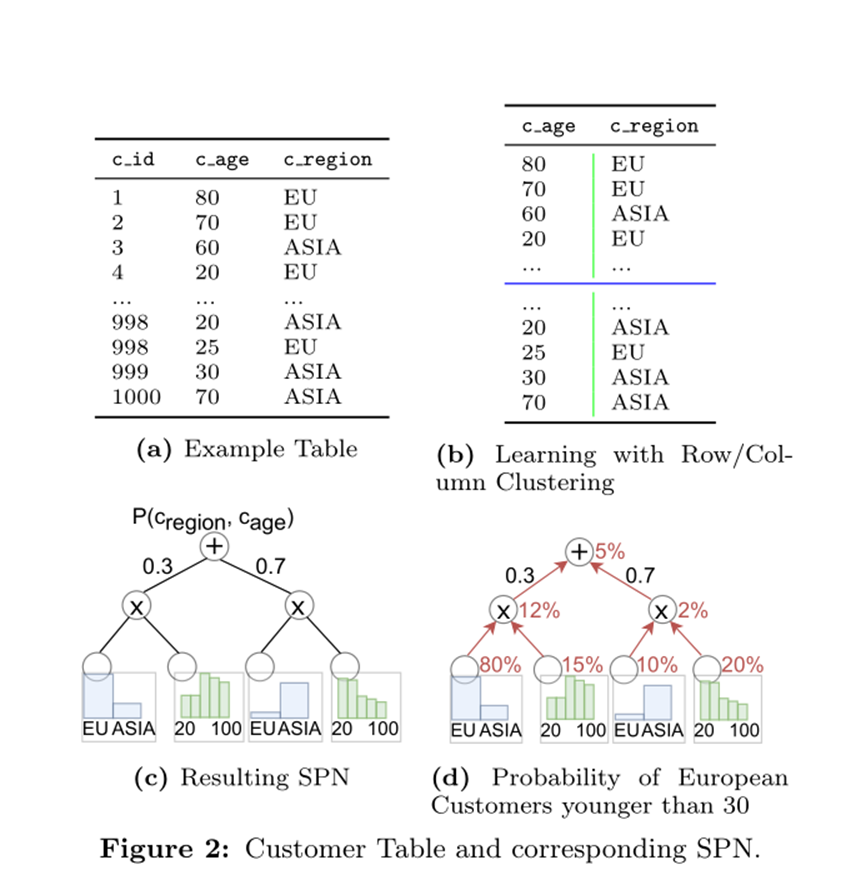 c_id c_age c_region
1 80 EU
2 70 EU
3 60 ASIA
4 20 EU
... ... ...
998 20 ASIA
998 25 EU
999 30 ASIA
1000 70 ASIA
(a) Example Table
c_age c_region
80 EU
70 EU
60 ASIA
20 EU
... ...
... ...
20 ASIA
25 EU
30 ASIA
70 ASIA
(b) Learning with Row/Col-
umn Clustering
P(cregion, cage)
+
0.3 0.7
x x
EU ASIA 20 100 EU ASIA 20 100
(c) Resulting SPN
+ 5%
0.3 0.7
x 12% x 2%
80% 15% 10% 20%
EU ASIA 20 100 EU ASIA 20 100
(d) Probability of European
Customers younger than 30
Figure 2: Customer Table and corresponding SPN.